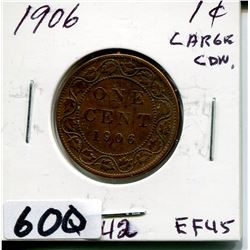 1906
1¢
LARGE
CDN.
ONE
CENT
1906
600
42
EF45